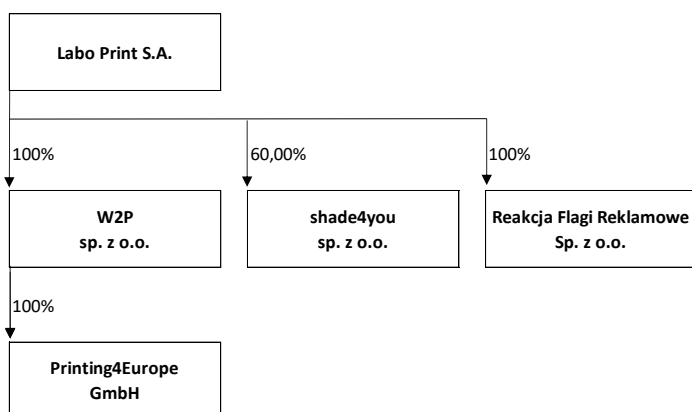 Labo Print S.A.
100%
60,00%
100%
W2P
sp. z o.o.
shade4you
sp. z o.o.
Reakcja Flagi Reklamowe
Sp. z o.o.
100%
Printing4Europe
GmbH